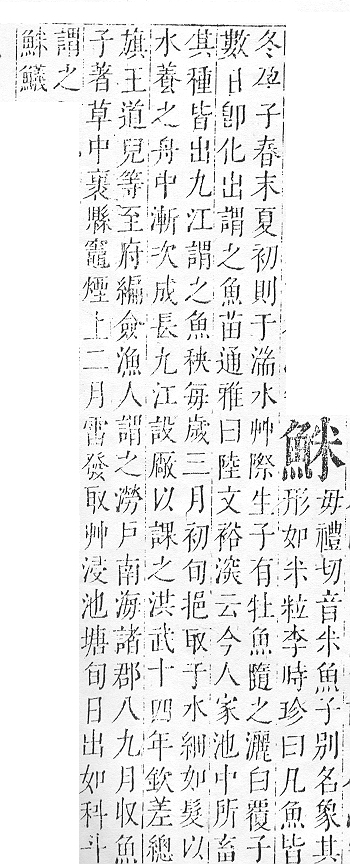 鮇
毋禮切音米魚子别名象其
形如米粒李時珍曰凡魚皆
冬孕子春末夏初則于湍水艸際生子有牡魚隨之灑白覆子
數日卽化出謂之魚苗通雅曰陸文裕深云今人家池中所畜
其種皆出九江謂之魚秧每歲三月初旬挹取于水綱如髮以
水養之舟中漸次成長九江設厰以課之洪武十四年欽差總
旗王道兒等至府編僉漁人謂之澇戶南海諸郡八九月收魚
子著草中裹縣竈煙上二月雷發取艸浸池塘旬日出如科斗
謂之
鮇鱶